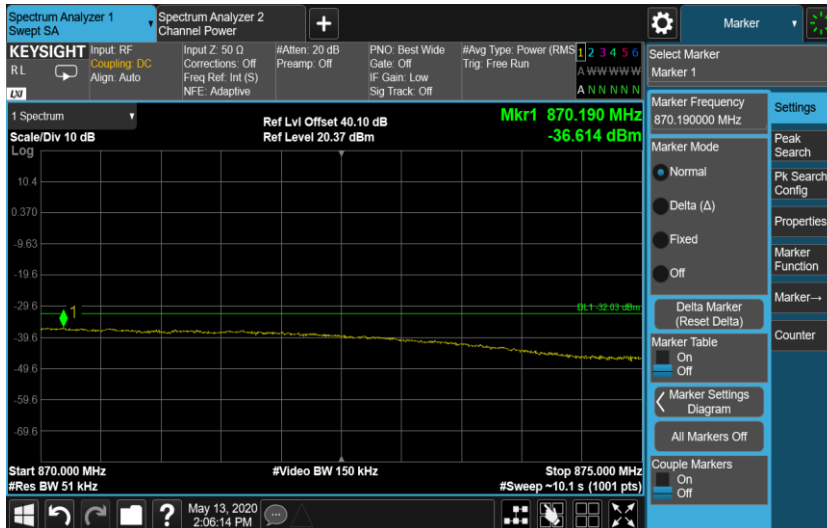 Spectrum Analyzer 1
Swept SA
Spectrum Analyzer 2
Channel Power
Marker
KEYSIGHT
RL
LXI
Input: RF
Coupling: DC
Align: Auto
Input Z: 50 Ω
Corrections: Off
Freq Ref: Int (S)
NFE: Adaptive
#Atten: 20 dB
Preamp: Off
PNO: Best Wide
Gate: Off
IF Gain: Low
Sig Track: Off
#Avg Type: Power (RMS
Trig: Free Run
1 2 3 4 5 6
A W W W W W
A N N N N N
1 Spectrum
Scale/Div 10 dB
Log
Ref Lvl Offset 40.10 dB
Ref Level 20.37 dBm
Mkr1 870.190 MHz
-36.614 dBm
10.4
0.370
-9.63
-19.6
-29.6
-39.6
-49.6
-59.6
-69.6
1
DL1 -32.03 dBm
Start 870.000 MHz
#Res BW 51 kHz
#Video BW 150 kHz
Stop 875.000 MHz
#Sweep ~10.1 s (1001 pts)
Select Marker
Marker 1
Marker Frequency
870.190000 MHz
Marker Mode
Normal
Delta (Δ)
Fixed
Off
Delta Marker
(Reset Delta)
Marker Table
On
Off
Marker Settings
Diagram
All Markers Off
Couple Markers
On
Off
Settings
Peak
Search
Pk Search
Config
Properties
Marker
Function
Marker→
Counter
?
May 13, 2020
2:06:14 PM